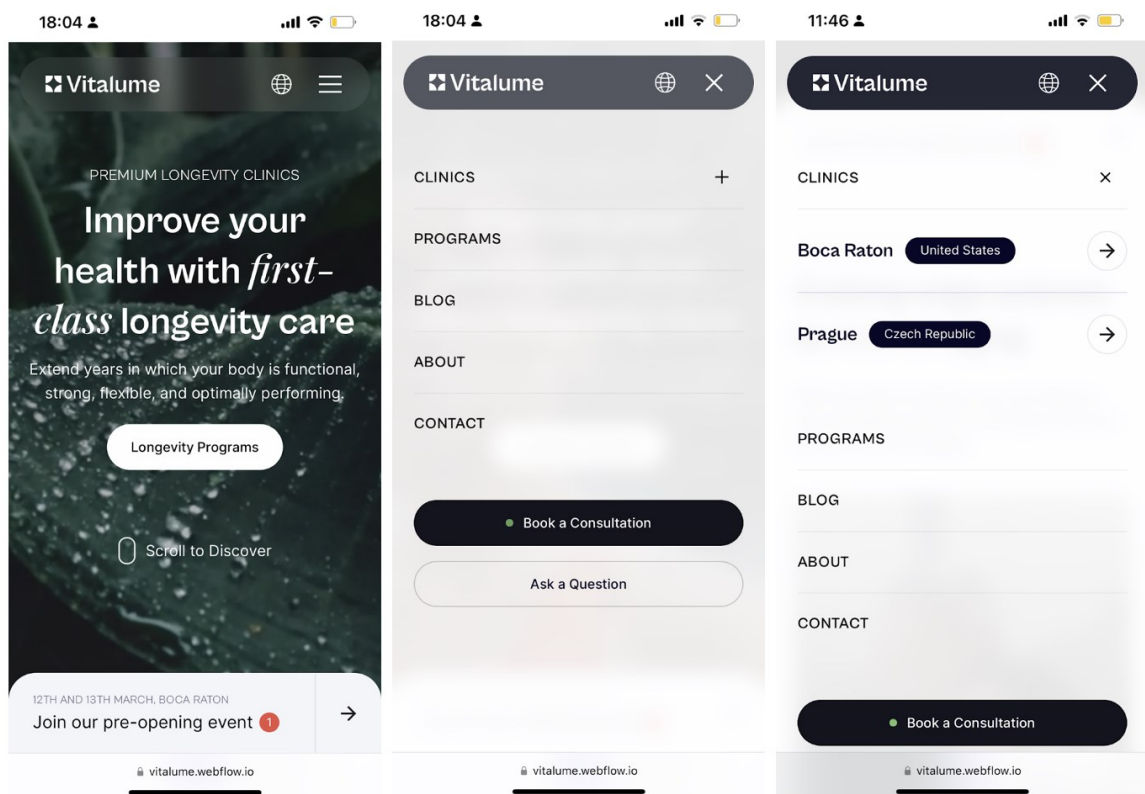 18:04
Vitalume
PREMIUM LONGEVITY CLINICS
Improve your
health with first-
class longevity care
Extend years in which your body is functional,
strong, flexible, and optimally performing.
Longevity Programs
Scroll to Discover
12TH AND 13TH MARCH, BOCA RATON
Join our pre-opening event 1
vitalume.webflow.io
18:04
Vitalume
CLINICS
PROGRAMS
BLOG
ABOUT
CONTACT
Book a Consultation
Ask a Question
vitalume.webflow.io
11:46
Vitalume
CLINICS
Boca Raton United States
Prague Czech Republic
PROGRAMS
BLOG
ABOUT
CONTACT
Book a Consultation
vitalume.webflow.io